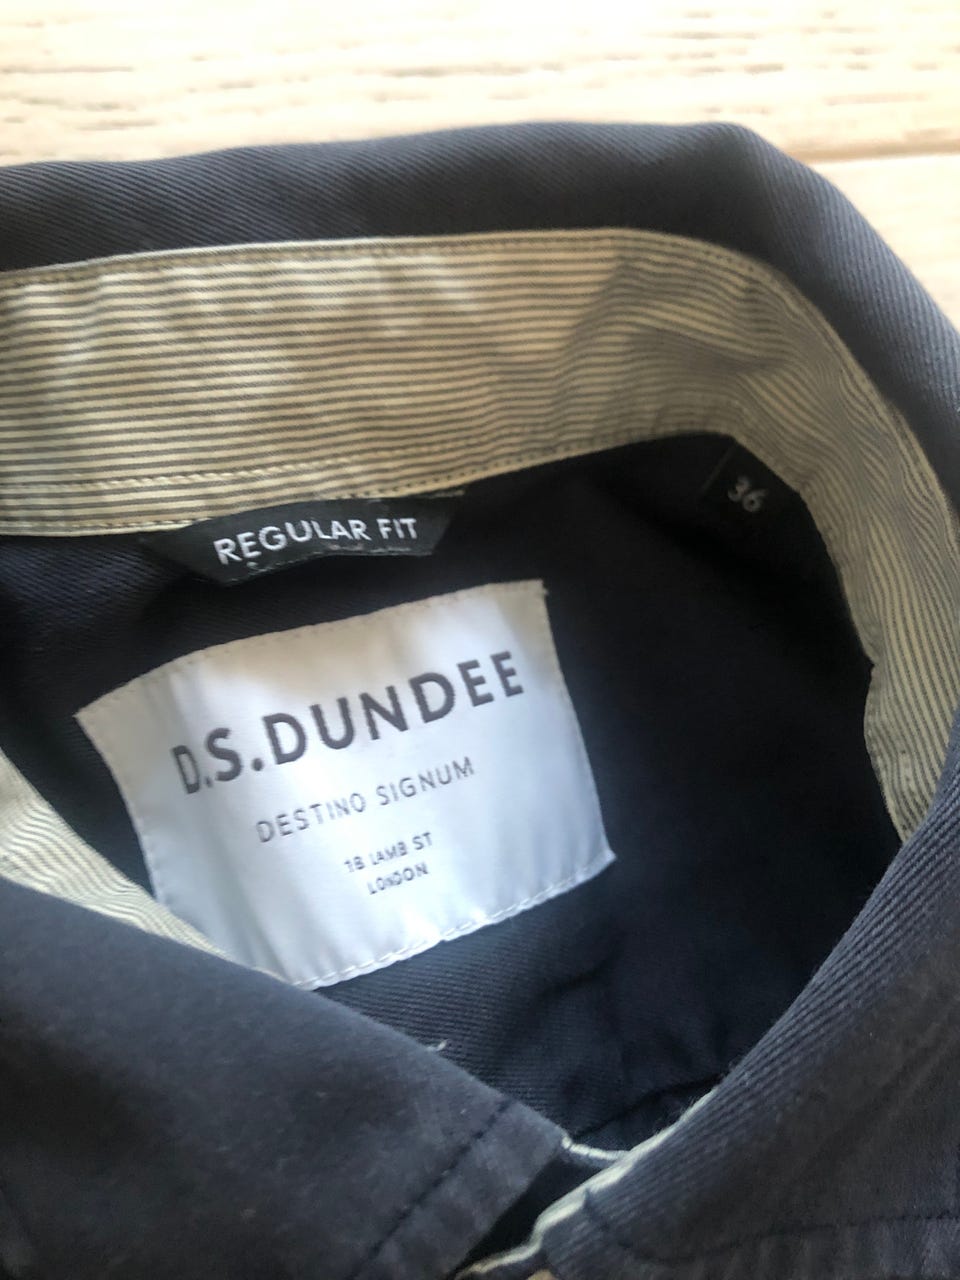 REGULAR FIT
36
D.S.DUNDEE
DESTINO SIGNUM
18 LAMB ST
LONDON